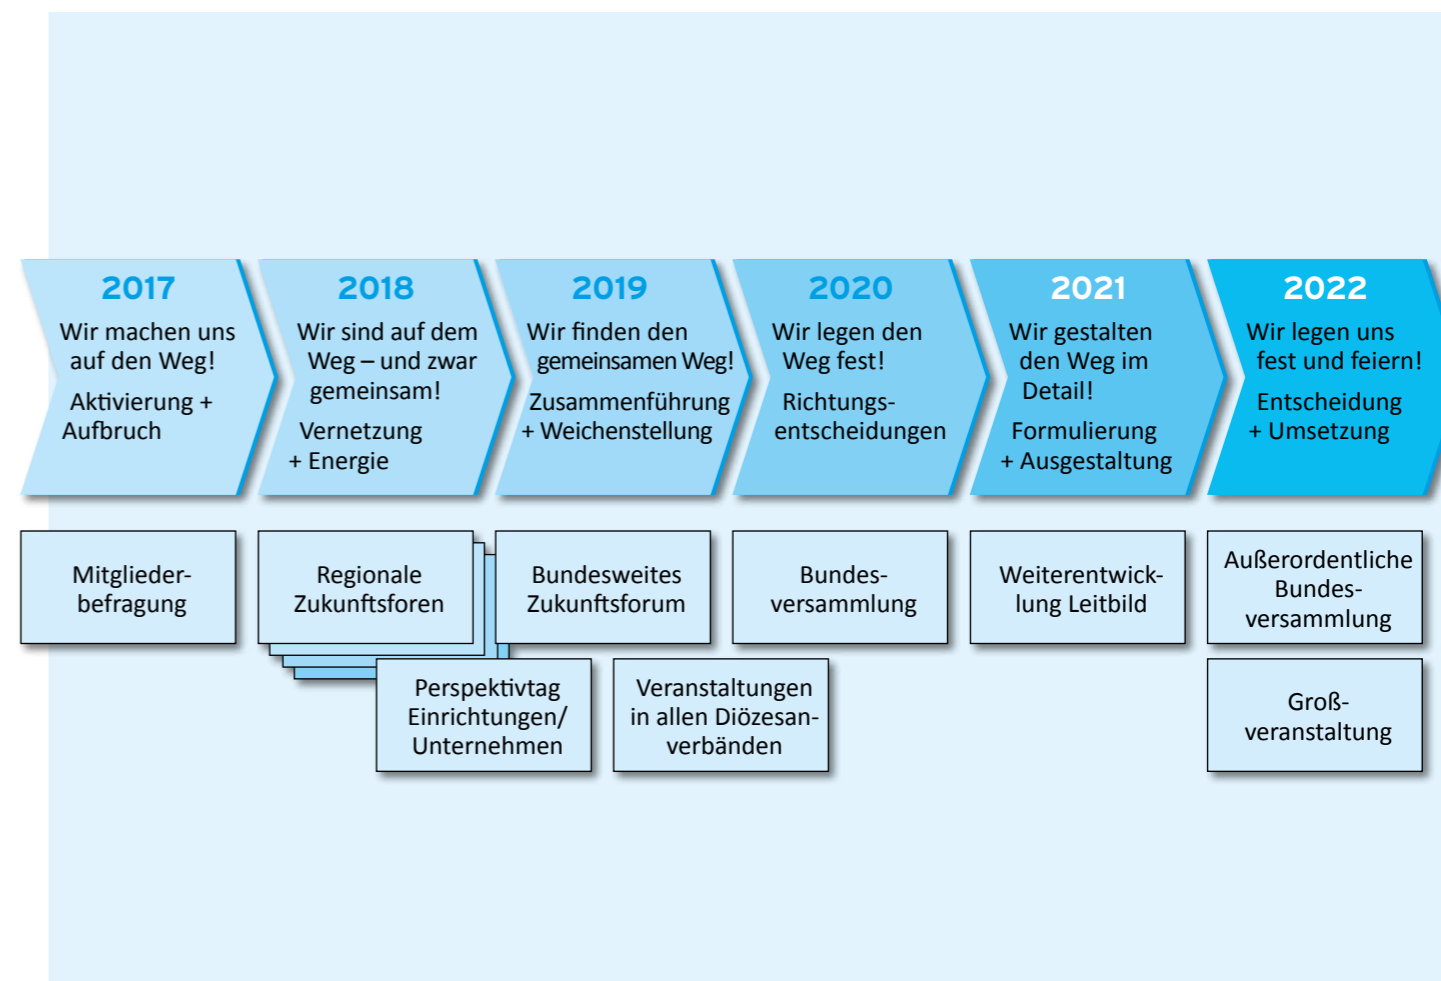 2017
Wir machen uns
auf den Weg!
Aktivierung +
Aufbruch
2018
Wir sind auf dem
Weg – und zwar
gemeinsam!
Vernetzung
+ Energie
2019
Wir finden den
gemeinsamen Weg!
Zusammenführung
+ Weichenstellung
2020
Wir legen den
Weg fest!
Richtungs-
entscheidungen
2021
Wir gestalten
den Weg im
Detail!
Formulierung
+ Ausgestaltung
2022
Wir legen uns
fest und feiern!
Entscheidung
+ Umsetzung
Mitglieder-
befragung
Regionale
Zukunftsforen
Bundesweites
Zukunftsforum
Bundes-
versammlung
Weiterentwick-
lung Leitbild
Außerordentliche
Bundes-
versammlung
Perspektivtag
Einrichtungen/
Unternehmen
Veranstaltungen
in allen Diözesan-
verbänden
Groß-
veranstaltung